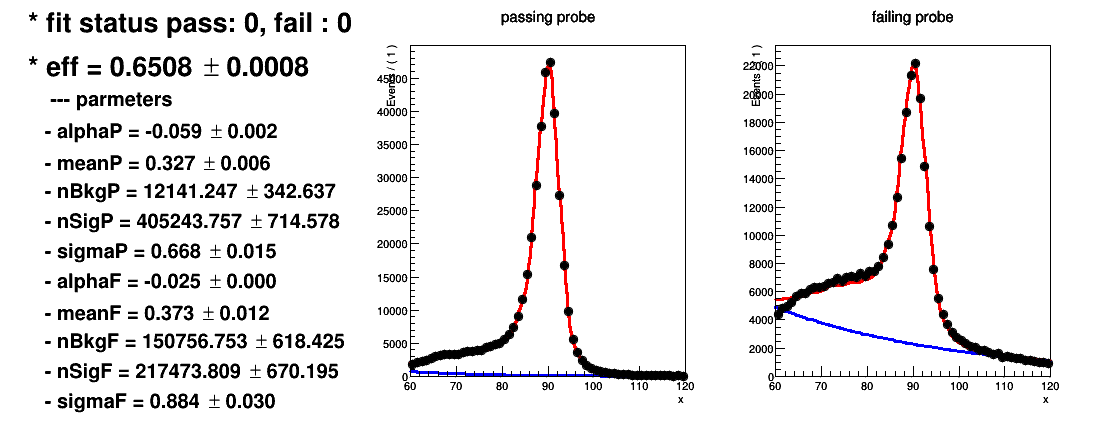 * fit status pass: 0, fail : 0
* eff = 0.6508 ± 0.0008
--- parmeters
- alphaP = -0.059 ± 0.002
- meanP = 0.327 ± 0.006
- nBkgP = 12141.247 ± 342.637
- nSigP = 405243.757 ± 714.578
- sigmaP = 0.668 ± 0.015
- alphaF = -0.025 ± 0.000
- meanF = 0.373 ± 0.012
- nBkgF = 150756.753 ± 618.425
- nSigF = 217473.809 ± 670.195
- sigmaF = 0.884 ± 0.030
passing probe
Events / ( 1 )
45000
40000
35000
30000
25000
20000
15000
10000
5000
0
60 70 80 90 100 110 120
x
failing probe
Events / ( 1 )
22000
20000
18000
16000
14000
12000
10000
8000
6000
4000
2000
0
60 70 80 90 100 110 120
x